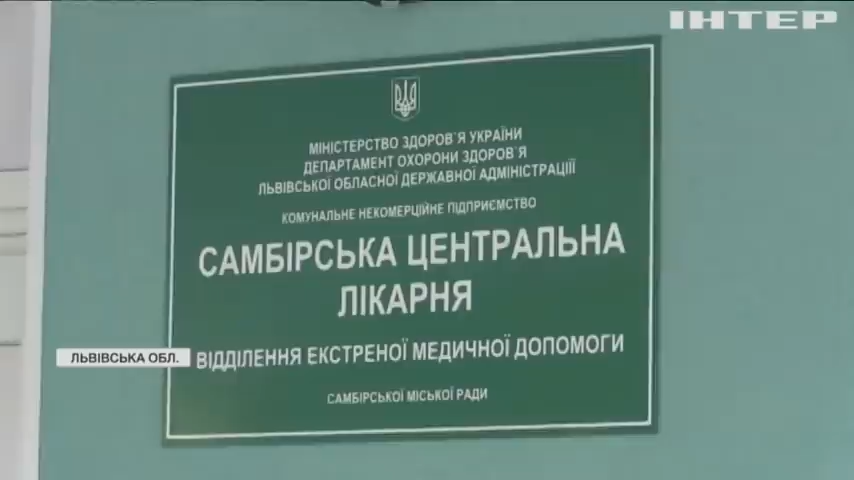 ІНТЕР
МІНІСТЕРСТВО ЗДОРОВ`Я УКРАЇНИ
ДЕПАРТАМЕНТ ОХОРОНИ ЗДОРОВ`Я
ЛЬВІВСЬКОЇ ОБЛАСНОЇ ДЕРЖАВНОЇ АДМІНІСТРАЦІЇЇ
КОМУНАЛЬНЕ НЕКОМЕРЦІЙНЕ ПІДПРИЄМСТВО
САМБІРСЬКА ЦЕНТРАЛЬНА
ЛІКАРНЯ
ЛЬВІВСЬКА ОБЛ.
ВІДДІЛЕННЯ ЕКСТРЕНОЇ МЕДИЧНОЇ ДОПОМОГИ
САМБІРСЬКОЇ МІСЬКОЇ РАДИ